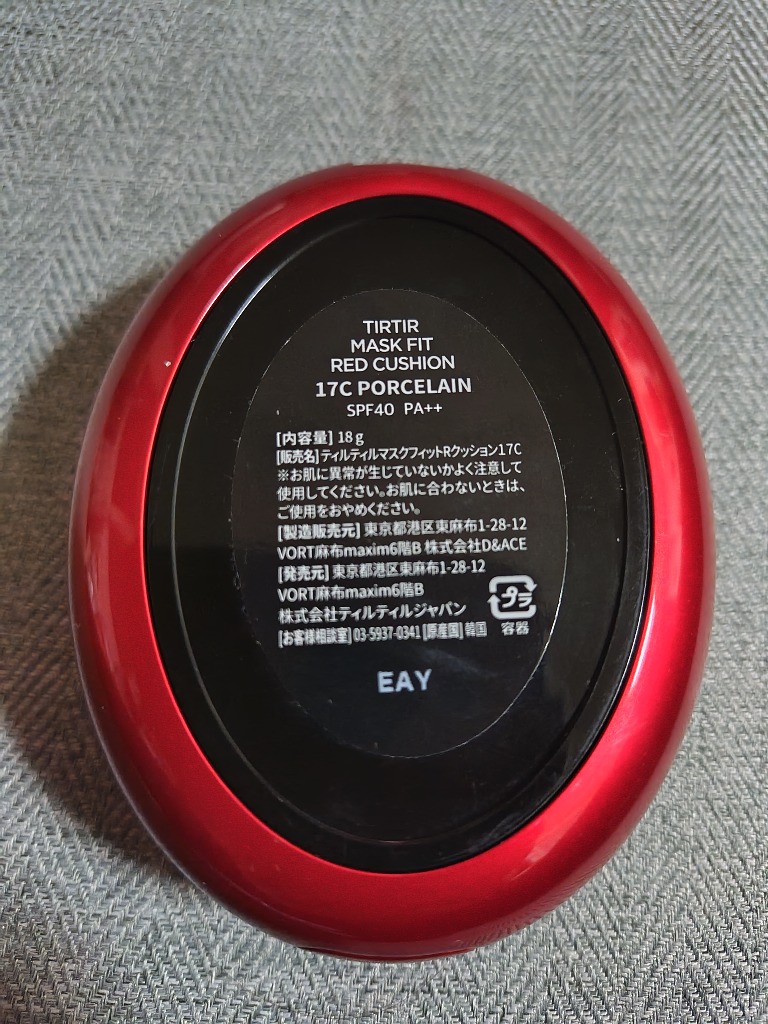 TIRTIR
MASK FIT
RED CUSHION
17C PORCELAIN
SPF40 PA++
[内容量] 18g
[販売名] ティルティルマスクフィットRクッション17C
※お肌に異常が生じていないかよく注意して
使用してください。お肌に合わないときは、
ご使用をおやめください。
[製造販売元] 東京都港区東麻布1-28-12
VORT麻布maxim6階B 株式会社D&ACE
[発売元] 東京都港区東麻布1-28-12
VORT麻布maxim6階B
株式会社ティルティルジャパン
[お客様相談室] 03-5937-0341 [原産国] 韓国
プラ
容器
EAY